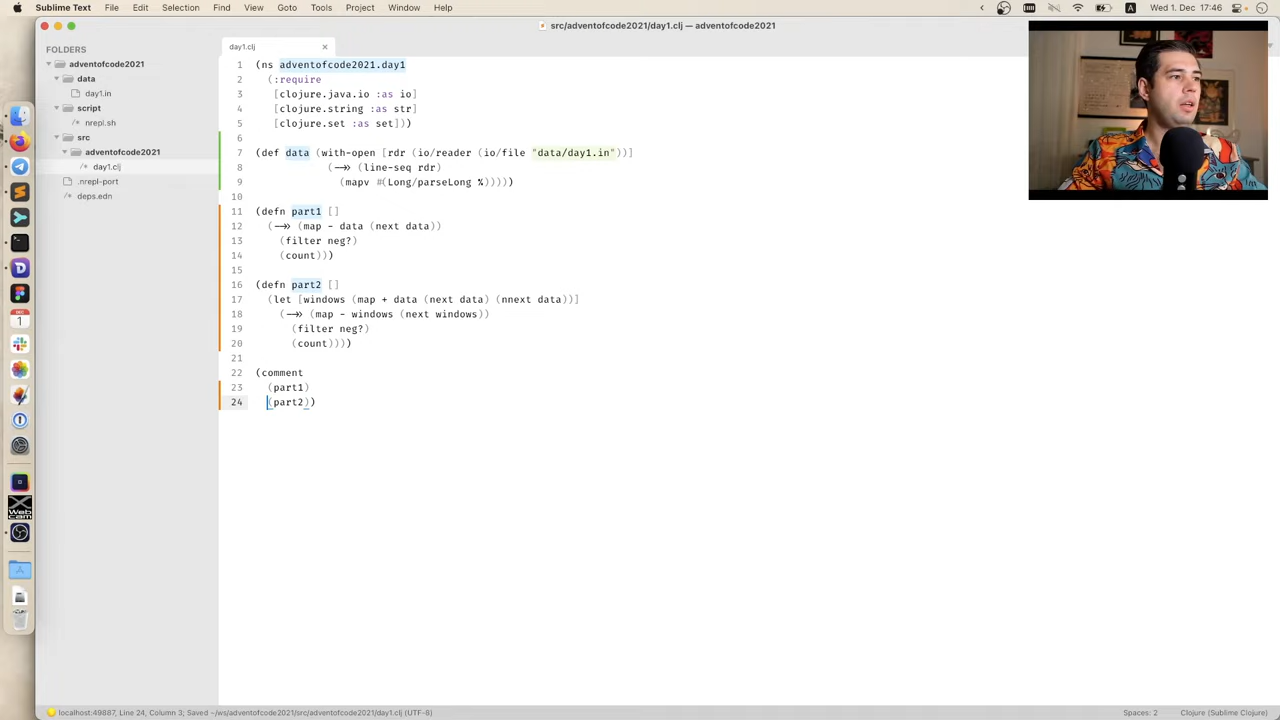 Sublime Text File Edit Selection Find View Goto Tools Project Window Help
Wed 1. Dec 17:46
src/adventofcode2021/day1.clj — adventofcode2021
FOLDERS
adventofcode2021
data
day1.in
script
nrepl.sh
src
adventofcode2021
/* day1.clj
.nrepl-port
deps.edn
day1.clj ×
1 (ns adventofcode2021.day1
2 (:require
3 [clojure.java.io :as io]
4 [clojure.string :as str]
5 [clojure.set :as set]))
6
7 (def data (with-open [rdr (io/reader (io/file "data/day1.in"))]
8 (->> (line-seq rdr)
9 (mapv #(Long/parseLong %)))))
10
11 (defn part1 []
12 (->> (map - data (next data))
13 (filter neg?)
14 (count)))
15
16 (defn part2 []
17 (let [windows (map + data (next data) (nnext data))]
18 (->> (map - windows (next windows))
19 (filter neg?)
20 (count))))
21
22 (comment
23 (part1)
24 (part2))
DEC
1
X
Web
cam
localhost:49887, Line 24, Column 3; Saved ~/ws/adventofcode2021/src/adventofcode2021/day1.clj (UTF-8)
Spaces: 2
Clojure (Sublime Clojure)